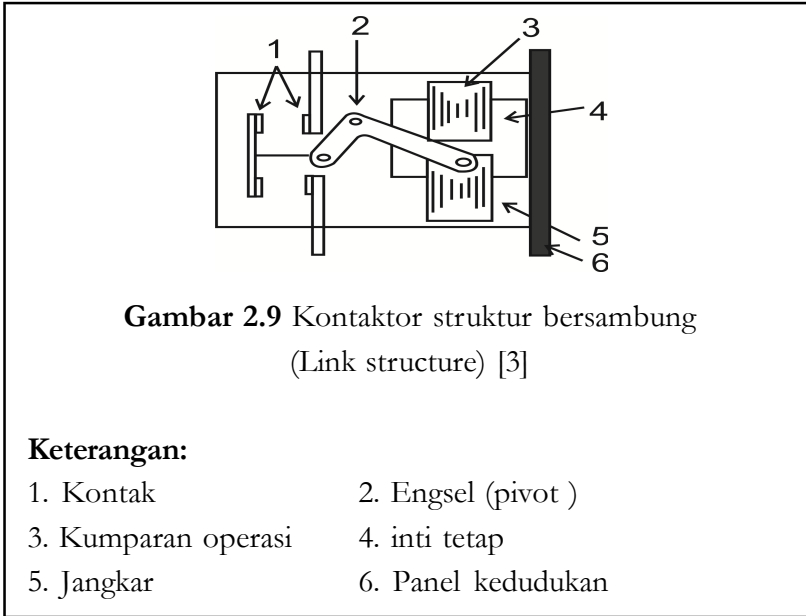 1
2
3
4
5
6
Gambar 2.9 Kontaktor struktur bersambung
(Link structure) [3]
Keterangan:
1. Kontak 2. Engsel (pivot )
3. Kumparan operasi 4. inti tetap
5. Jangkar 6. Panel kedudukan